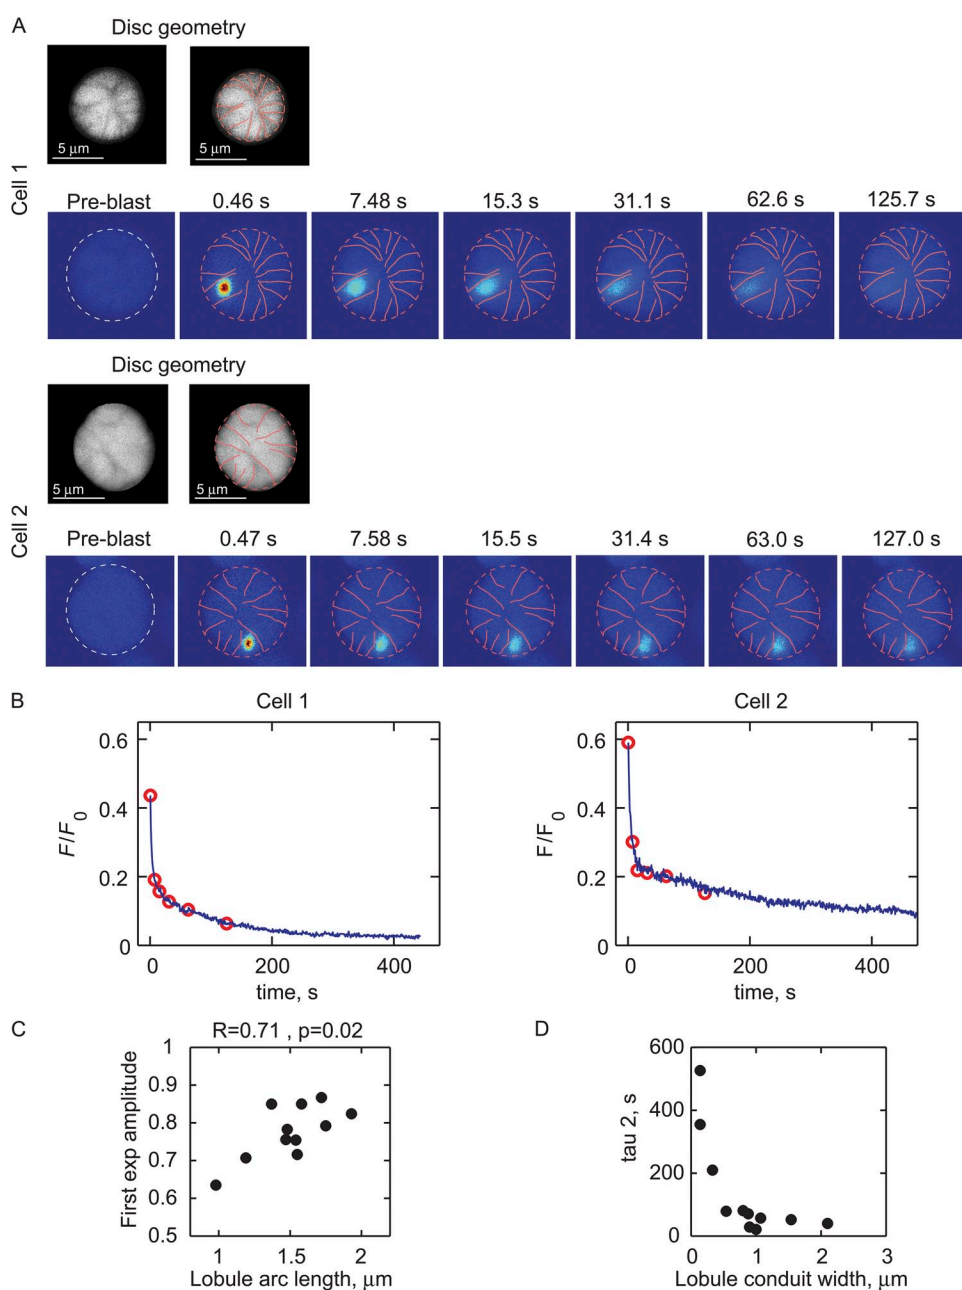 A
Disc geometry
5 μm
5 μm
Cell 1
Pre-blast 0.46 s 7.48 s 15.3 s 31.1 s 62.6 s 125.7 s
Disc geometry
5 μm
5 μm
Cell 2
Pre-blast 0.47 s 7.58 s 15.5 s 31.4 s 63.0 s 127.0 s
B
Cell 1
F/F0
0.6
0.4
0.2
0
0 200 400
time, s
Cell 2
F/F0
0.6
0.4
0.2
0
0 200 400
time, s
C
R=0.71 , p=0.02
First exp amplitude
1
0.9
0.8
0.7
0.6
0.5
1 1.5 2
Lobule arc length, μm
D
tau 2, s
600
400
200
0
0 1 2 3
Lobule conduit width, μm